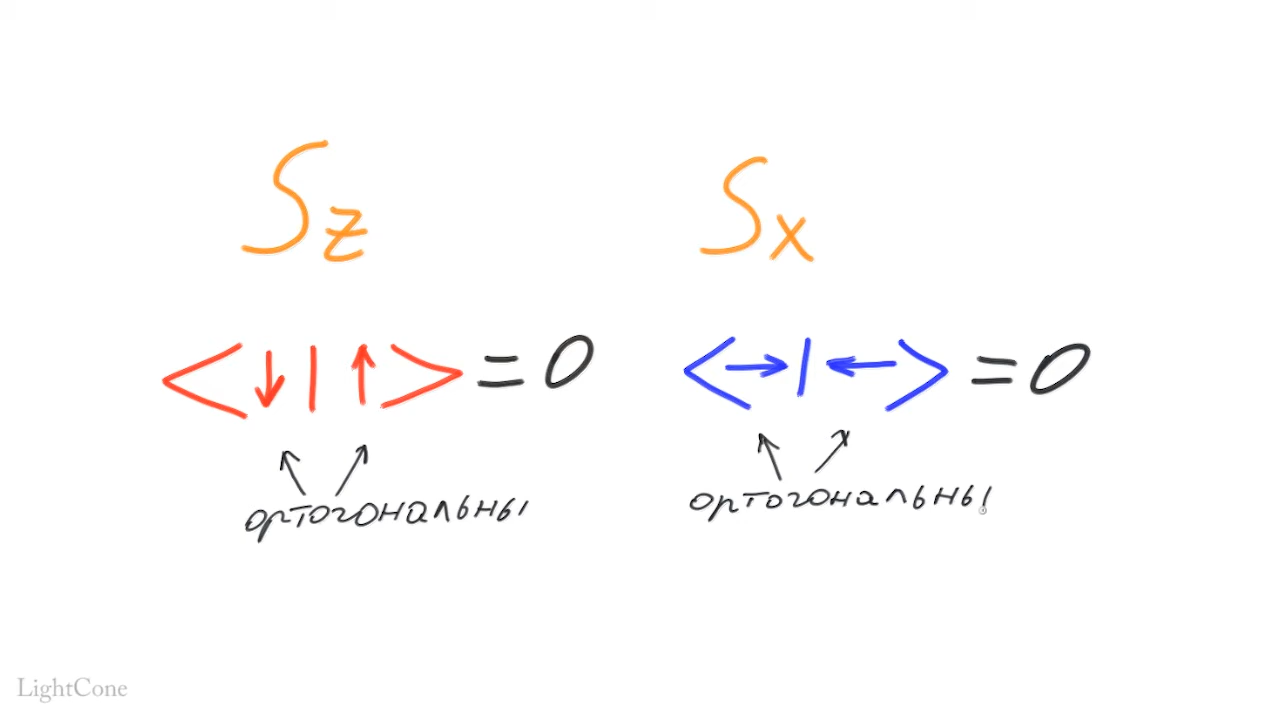 Sz Sx
<↓|↑> = 0 <→|←> = 0
ортогональны ортогональны
LightCone